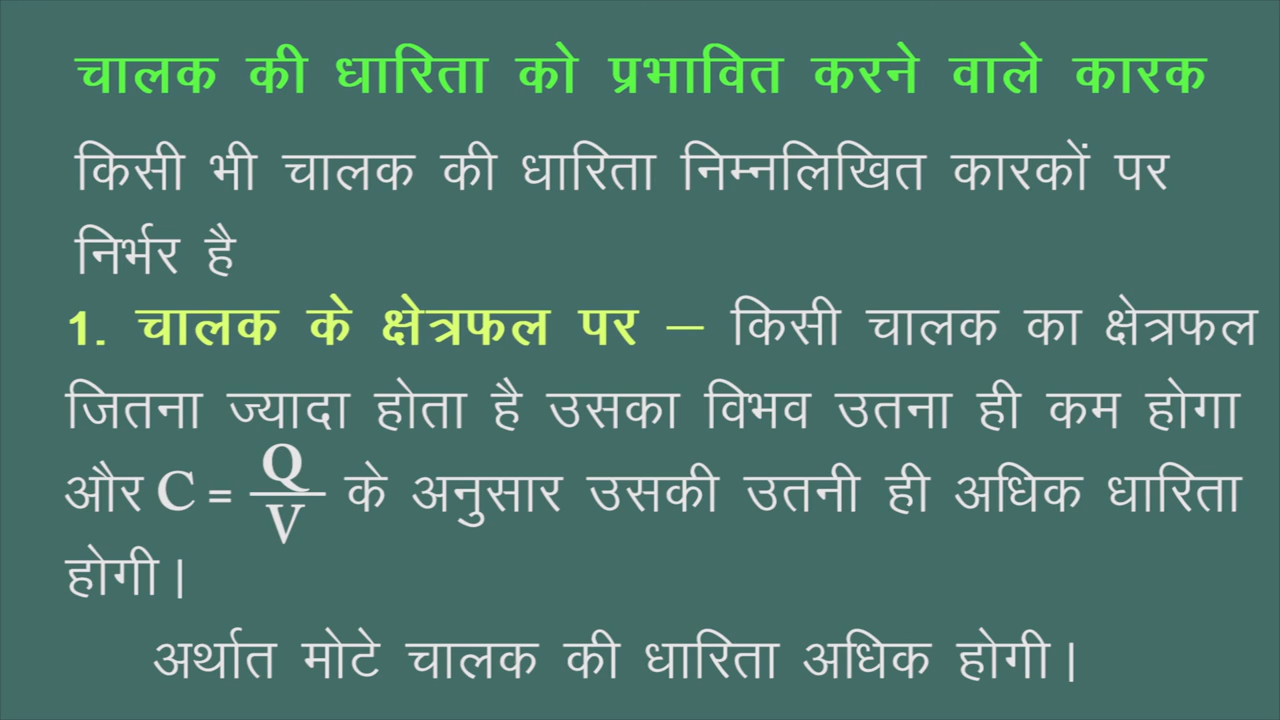 चालक की धारिता को प्रभावित करने वाले कारक
किसी भी चालक की धारिता निम्नलिखित कारकों पर
निर्भर है
1. चालक के क्षेत्रफल पर – किसी चालक का क्षेत्रफल
जितना ज्यादा होता है उसका विभव उतना ही कम होगा
और C = Q/V के अनुसार उसकी उतनी ही अधिक धारिता
होगी।
अर्थात मोटे चालक की धारिता अधिक होगी।